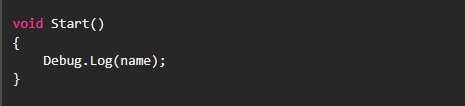 void Start()
{
    Debug.Log(name);
}